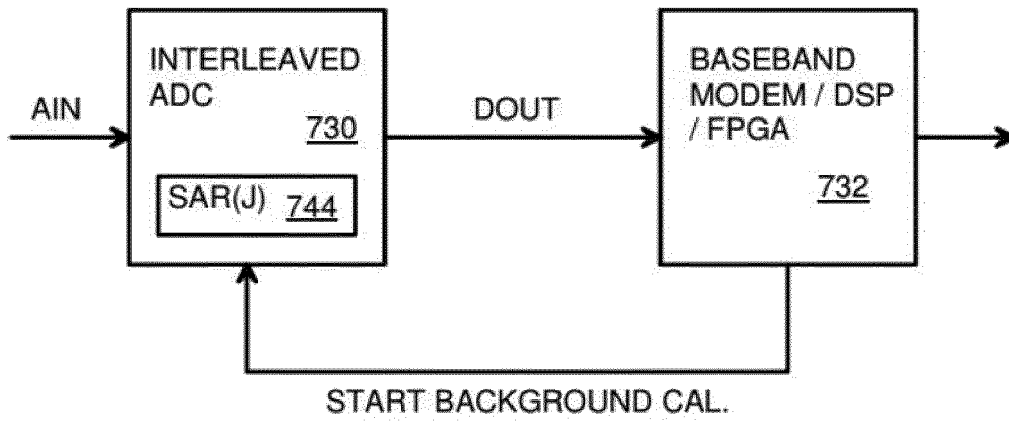 INTERLEAVED
ADC
730
SAR(J) 744
AIN
DOUT
BASEBAND
MODEM / DSP
/ FPGA
732
START BACKGROUND CAL.